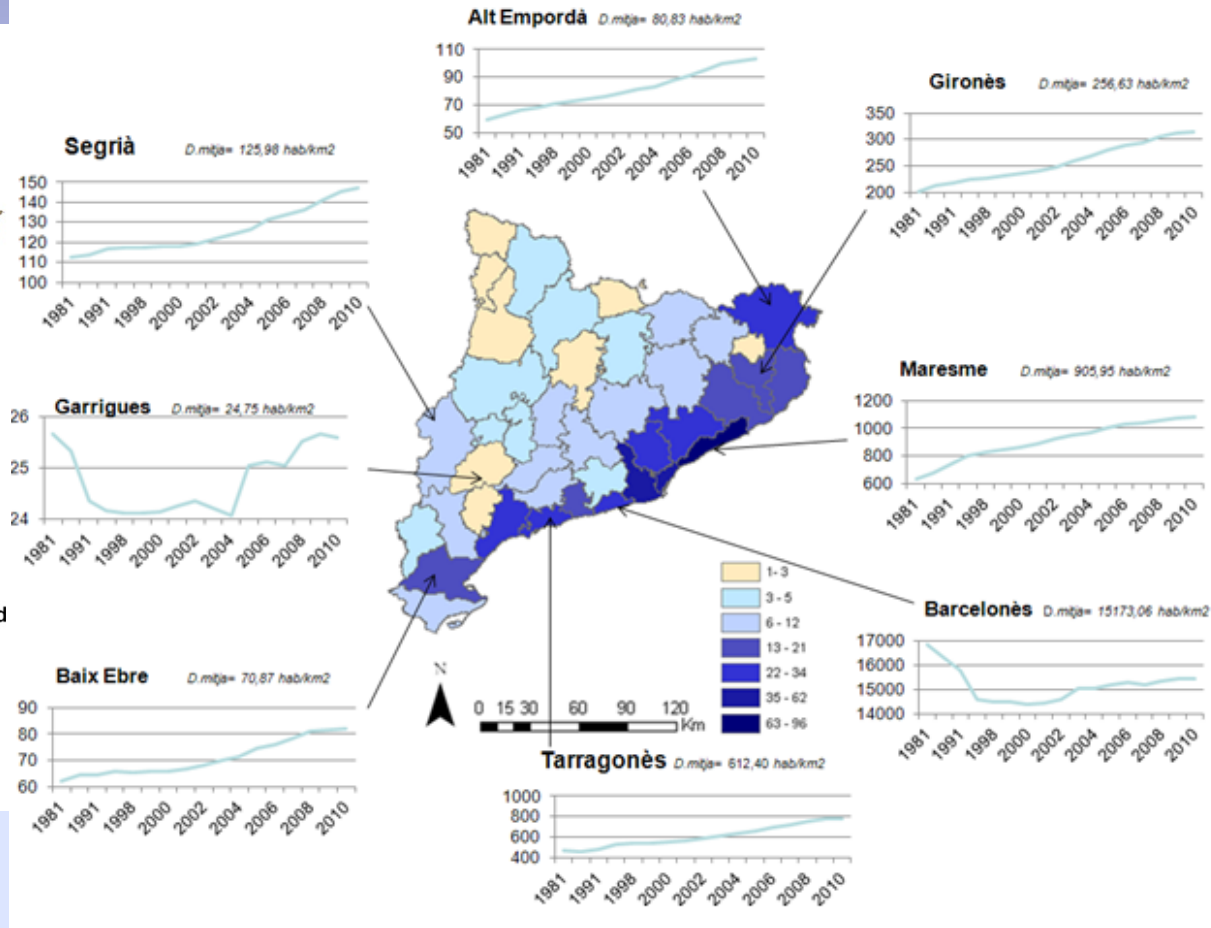 Alt Empordà D.mitja= 80,83 hab/km2
110
90
70
50
1981 1991 1998 2000 2002 2004 2006 2008 2010
Gironès D.mitja= 256,63 hab/km2
350
300
250
200
1981 1991 1998 2000 2002 2004 2006 2008 2010
Segrià D.mitja= 125,98 hab/km2
150
140
130
120
110
100
1981 1991 1998 2000 2002 2004 2006 2008 2010
Maresme D.mitja= 905,95 hab/km2
1200
1000
800
600
1981 1991 1998 2000 2002 2004 2006 2008 2010
Garrigues D.mitja= 24,75 hab/km2
26
25
24
1981 1991 1998 2000 2002 2004 2006 2008 2010
1 - 3
3 - 5
6 - 12
13 - 21
22 - 34
35 - 62
63 - 96
Barcelonès D.mitja= 15173,06 hab/km2
17000
16000
15000
14000
1981 1991 1998 2000 2002 2004 2006 2008 2010
d
Baix Ebre D.mitja= 70,87 hab/km2
90
80
70
60
1981 1991 1998 2000 2002 2004 2006 2008 2010
N
0 15 30 60 90 120
Km
Tarragonès D.mitja= 612,40 hab/km2
1000
800
600
400
1981 1991 1998 2000 2002 2004 2006 2008 2010